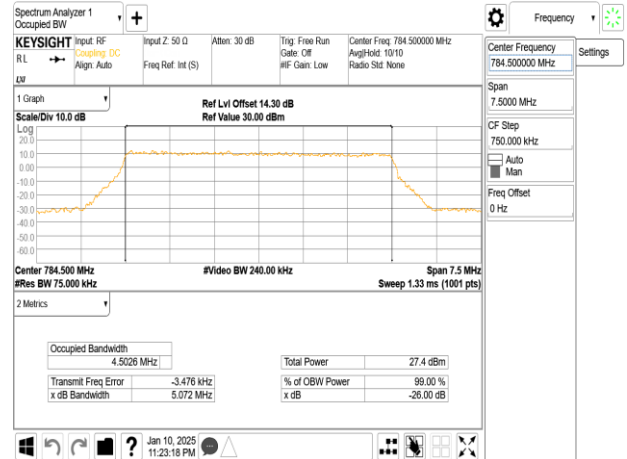 Spectrum Analyzer 1
Occupied BW
Frequency
KEYSIGHT Input: RF Input Z: 50 Ω Atten: 30 dB Trig: Free Run Center Freq: 784.500000 MHz
RL Coupling: DC Gate: Off Avg|Hold: 10/10
Align: Auto Freq Ref: Int (S) #IF Gain: Low Radio Std: None
LXI
Center Frequency
784.500000 MHz
Settings
Span
7.5000 MHz
CF Step
750.000 kHz
Auto
Man
Freq Offset
0 Hz
1 Graph
Ref Lvl Offset 14.30 dB
Scale/Div 10.0 dB Ref Value 30.00 dBm
Log
20.0
10.0
0.00
-10.0
-20.0
-30.0
-40.0
-50.0
-60.0
Center 784.500 MHz #Video BW 240.00 kHz Span 7.5 MHz
#Res BW 75.000 kHz Sweep 1.33 ms (1001 pts)
2 Metrics
Occupied Bandwidth
4.5026 MHz Total Power 27.4 dBm
Transmit Freq Error -3.476 kHz % of OBW Power 99.00 %
x dB Bandwidth 5.072 MHz x dB -26.00 dB
Jan 10, 2025
11:23:18 PM